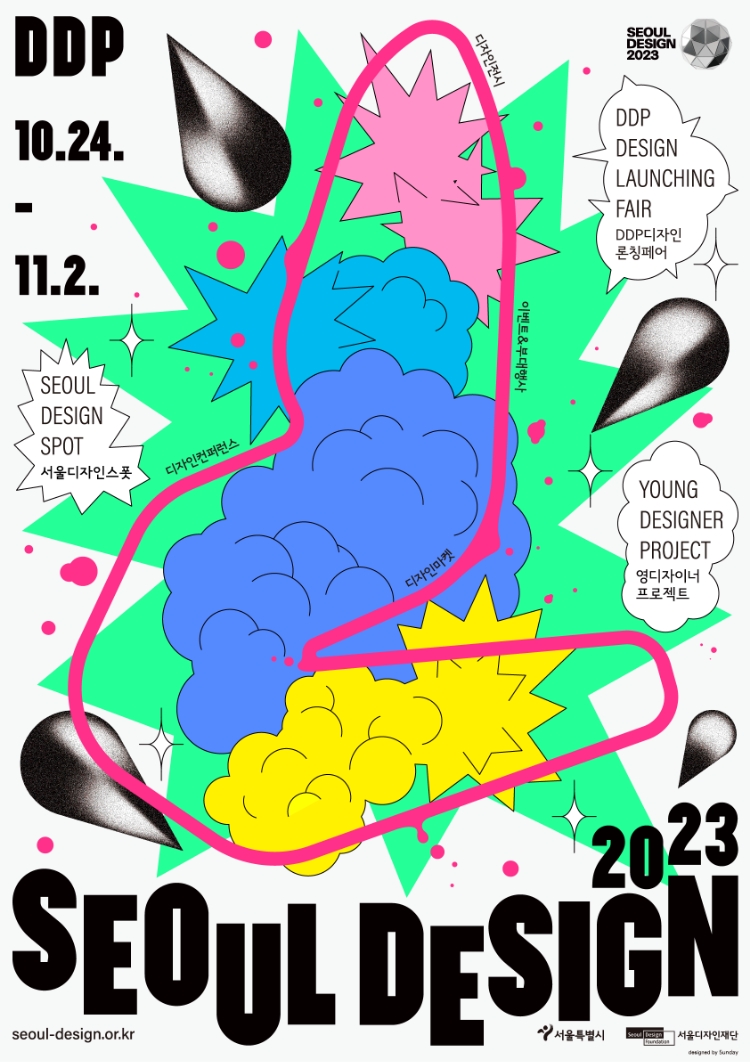 DDP
10.24.
-
11.2.
SEOUL
DESIGN
2023
디자인전시
DDP
DESIGN
LAUNCHING
FAIR
DDP디자인
론칭페어
이벤트&부대행사
SEOUL
DESIGN
SPOT
서울디자인스폿
디자인컨퍼런스
YOUNG
DESIGNER
PROJECT
영디자이너
프로젝트
디자인마켓
2023
SEOUL DESIGN
seoul-design.or.kr
서울특별시
Seoul Design
Foundation
서울디자인재단
designed by Sunday